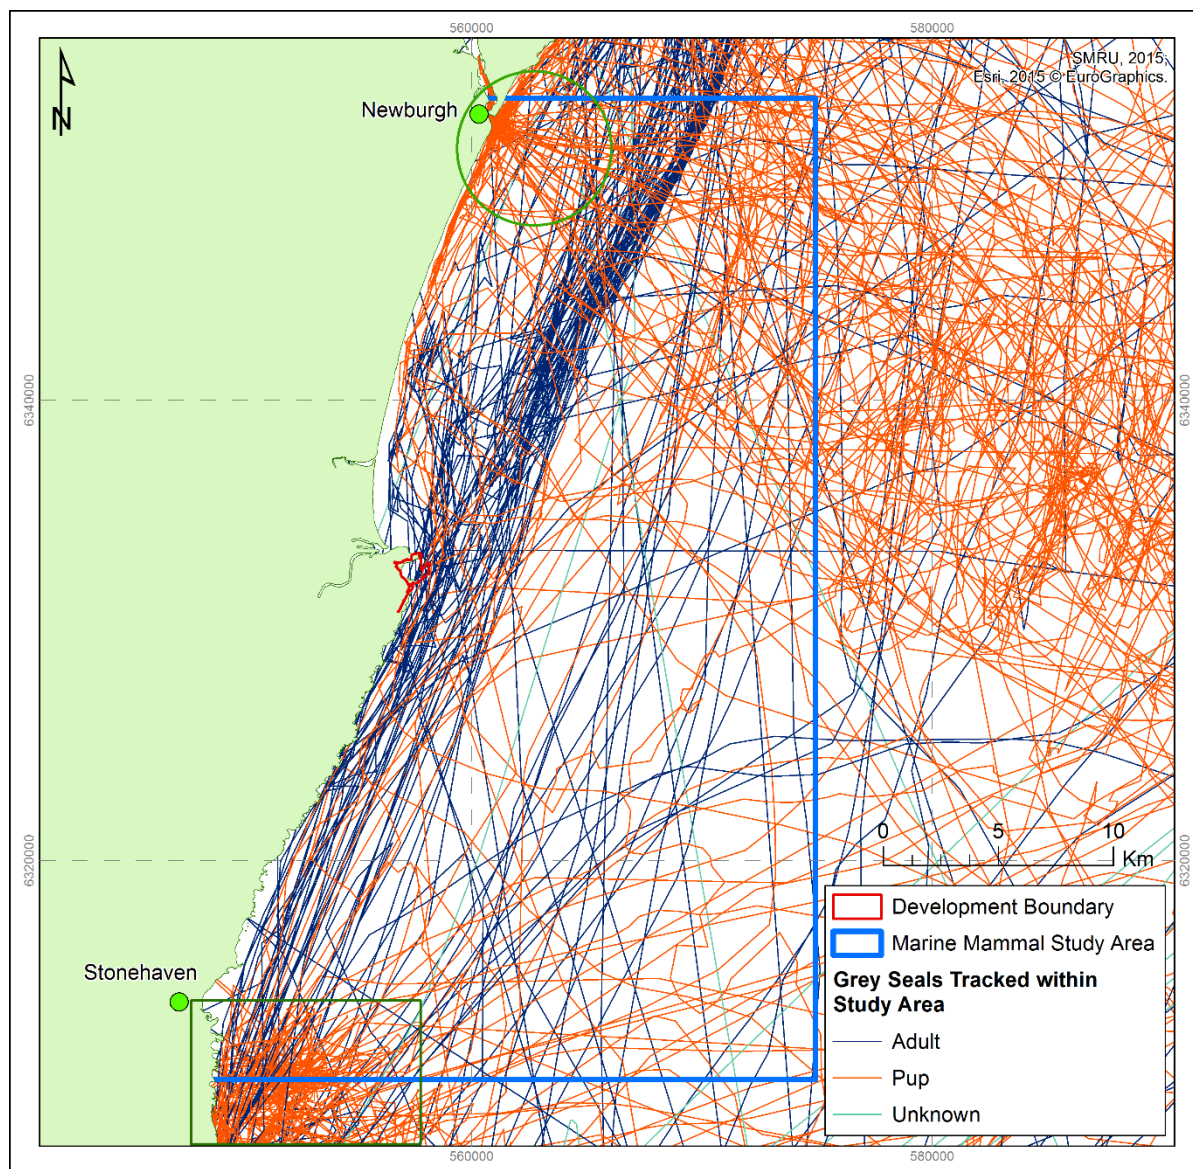 560000
580000
SMRU, 2015.
Esri, 2015 © EuroGraphics.
N
Newburgh
6340000
6340000
0
5
10
Km
6320000
6320000
Development Boundary
Marine Mammal Study Area
Grey Seals Tracked within
Study Area
Adult
Pup
Unknown
Stonehaven
560000
580000